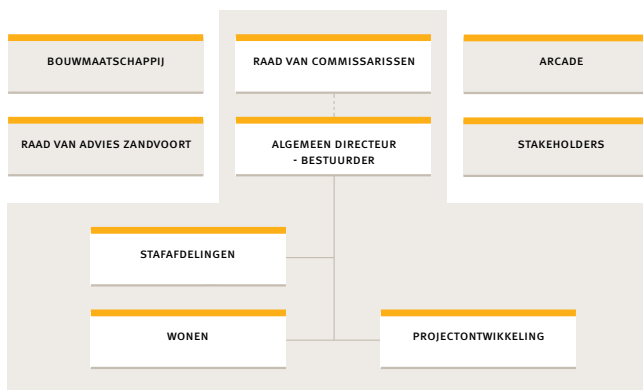 BOUWMAATSCHAPPIJ
RAAD VAN COMMISSARISSEN
ARCADE
RAAD VAN ADVIES ZANDVOORT
ALGEMEEN DIRECTEUR
- BESTUURDER
STAKEHOLDERS
STAFAFDELINGEN
WONEN
PROJECTONTWIKKELING